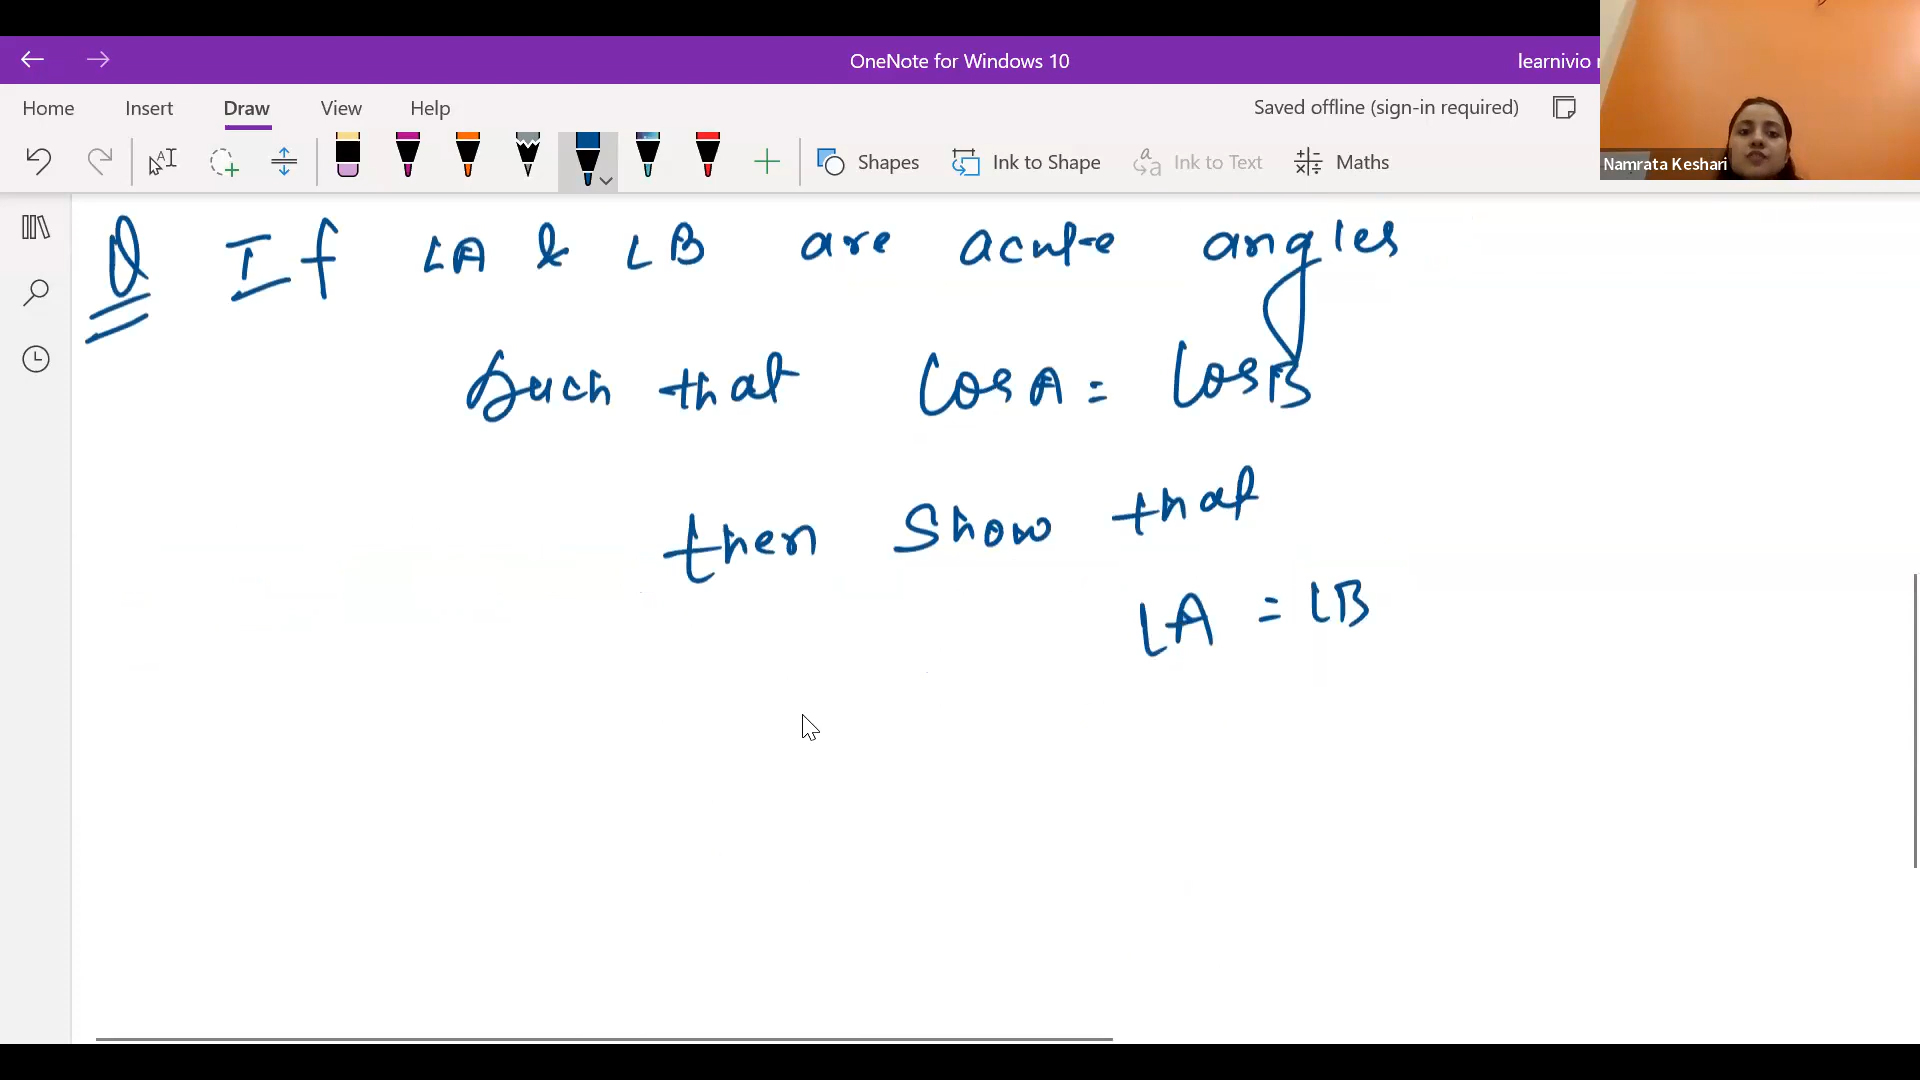 OneNote for Windows 10
learnivio
Home Insert Draw View Help
Saved offline (sign-in required)
Shapes Ink to Shape Ink to Text Maths
Namrata Keshari
Q If ∠A & ∠B are acute angles
Such that Cos A = Cos B
then Show that
∠A = ∠B